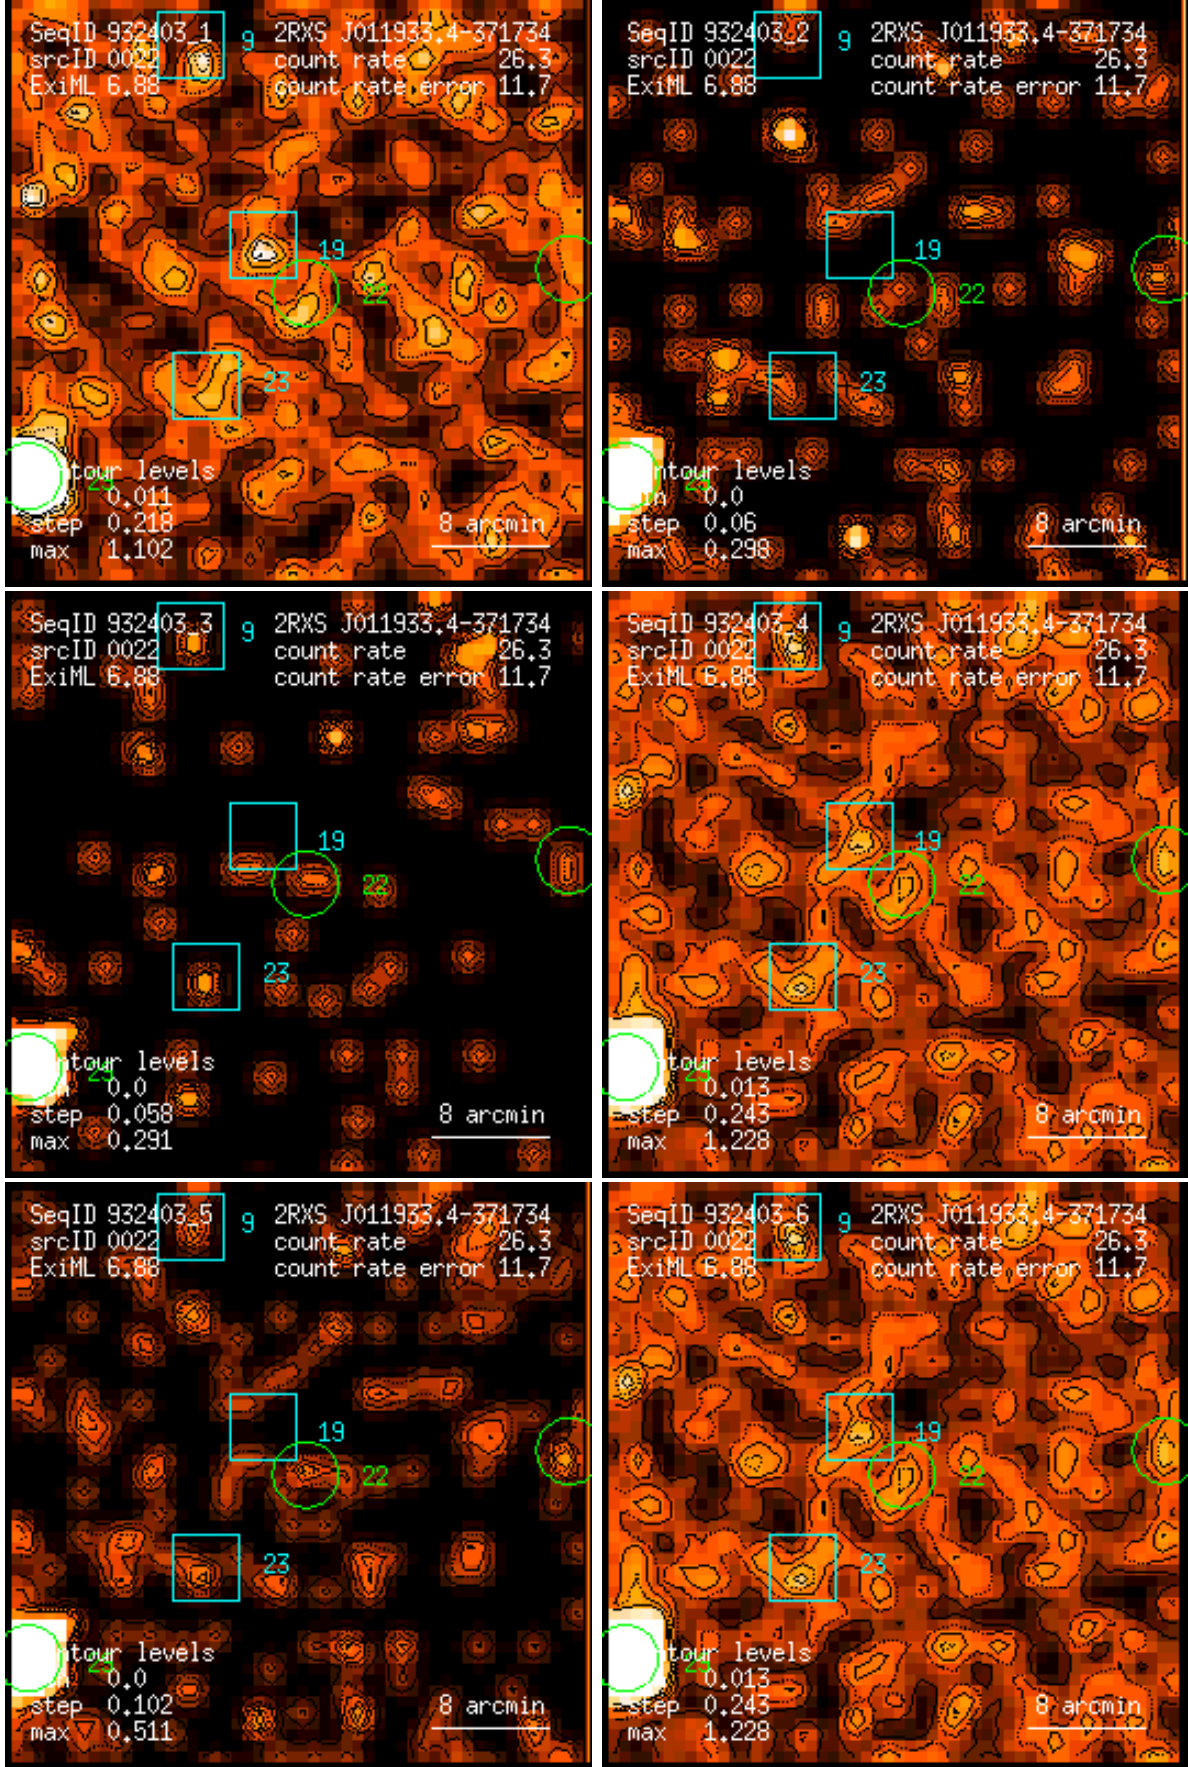 SeqID 932403_1 9 2RXS J011933.4-371734
srcID 0022 count rate 26.3
ExiML 6.88 count rate error 11.7
19
22
23
ntour levels
0.011
step 0.218 8 arcmin
max 1.102
SeqID 932403_2 9 2RXS J011933.4-371734
srcID 0022 count rate 26.3
ExiML 6.88 count rate error 11.7
19
22
23
ntour levels
0.0
step 0.06 8 arcmin
max 0.298
SeqID 932403_3 9 2RXS J011933.4-371734
srcID 0022 count rate 26.3
ExiML 6.88 count rate error 11.7
19
22
23
ntour levels
0.0
step 0.058 8 arcmin
max 0.291
SeqID 932403_4 9 2RXS J011933.4-371734
srcID 0022 count rate 26.3
ExiML 6.88 count rate error 11.7
19
22
23
ntour levels
0.013
step 0.243 8 arcmin
max 1.228
SeqID 932403_5 9 2RXS J011933.4-371734
srcID 0022 count rate 26.3
ExiML 6.88 count rate error 11.7
19
22
23
ntour levels
0.0
step 0.102 8 arcmin
max 0.511
SeqID 932403_6 9 2RXS J011933.4-371734
srcID 0022 count rate 26.3
ExiML 6.88 count rate error 11.7
19
22
23
ntour levels
0.013
step 0.243 8 arcmin
max 1.228